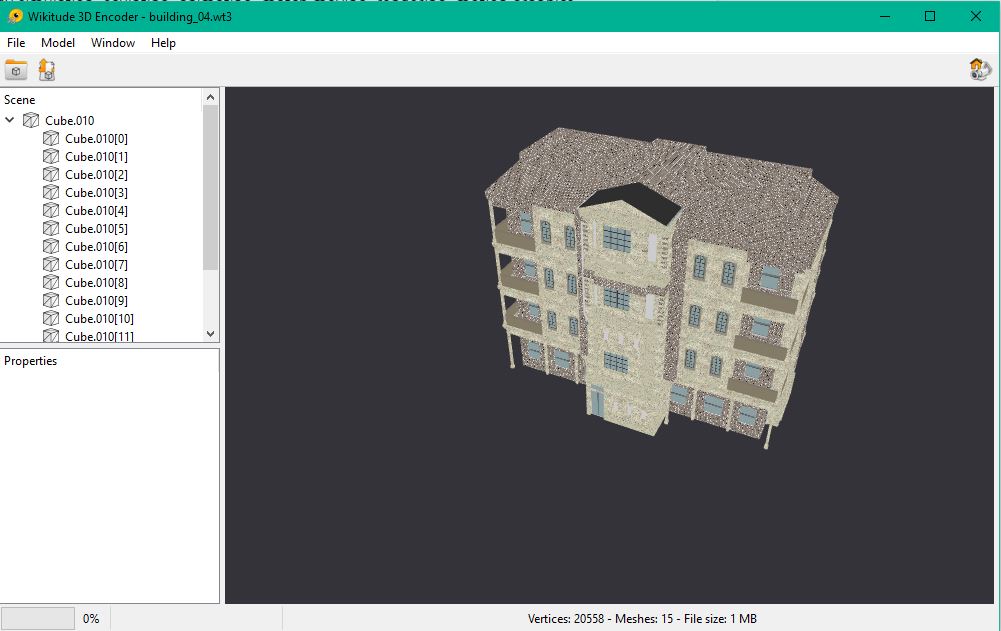 Wikitude 3D Encoder - building_04.wt3
File Model Window Help
Scene
Cube.010
Cube.010[0]
Cube.010[1]
Cube.010[2]
Cube.010[3]
Cube.010[4]
Cube.010[5]
Cube.010[6]
Cube.010[7]
Cube.010[8]
Cube.010[9]
Cube.010[10]
Cube.010[11]
Properties
0%
Vertices: 20558 - Meshes: 15 - File size: 1 MB